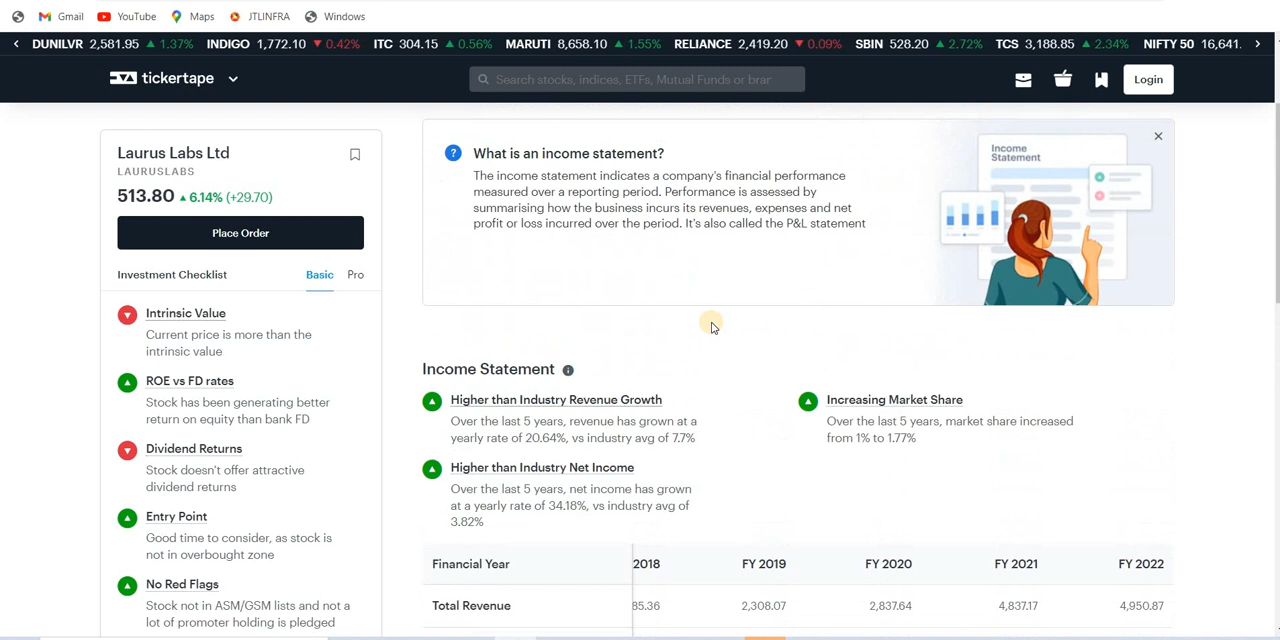 Gmail YouTube Maps JTLINFRA Windows
DUNILVR 2,581.95 1.37% INDIGO 1,772.10 0.42% ITC 304.15 0.56% MARUTI 8,658.10 1.55% RELIANCE 2,419.20 0.09% SBIN 528.20 2.72% TCS 3,188.85 2.34% NIFTY 50 16,641.
tickertape Search stocks, indices, ETFs, Mutual Funds or brar Login
Laurus Labs Ltd
LAURUSLABS
513.80 6.14% (+29.70)
Place Order
Investment Checklist Basic Pro
Intrinsic Value
Current price is more than the
intrinsic value
ROE vs FD rates
Stock has been generating better
return on equity than bank FD
Dividend Returns
Stock doesn't offer attractive
dividend returns
Entry Point
Good time to consider, as stock is
not in overbought zone
No Red Flags
Stock not in ASM/GSM lists and not a
lot of promoter holding is pledged
What is an income statement?
The income statement indicates a company's financial performance
measured over a reporting period. Performance is assessed by
summarising how the business incurs its revenues, expenses and net
profit or loss incurred over the period. It's also called the P&L statement
Income
Statement
Income Statement
Higher than Industry Revenue Growth
Over the last 5 years, revenue has grown at a
yearly rate of 20.64%, vs industry avg of 7.7%
Increasing Market Share
Over the last 5 years, market share increased
from 1% to 1.77%
Higher than Industry Net Income
Over the last 5 years, net income has grown
at a yearly rate of 34.18%, vs industry avg of
3.82%
Financial Year 2018 FY 2019 FY 2020 FY 2021 FY 2022
Total Revenue 85.36 2,308.07 2,837.64 4,837.17 4,950.87